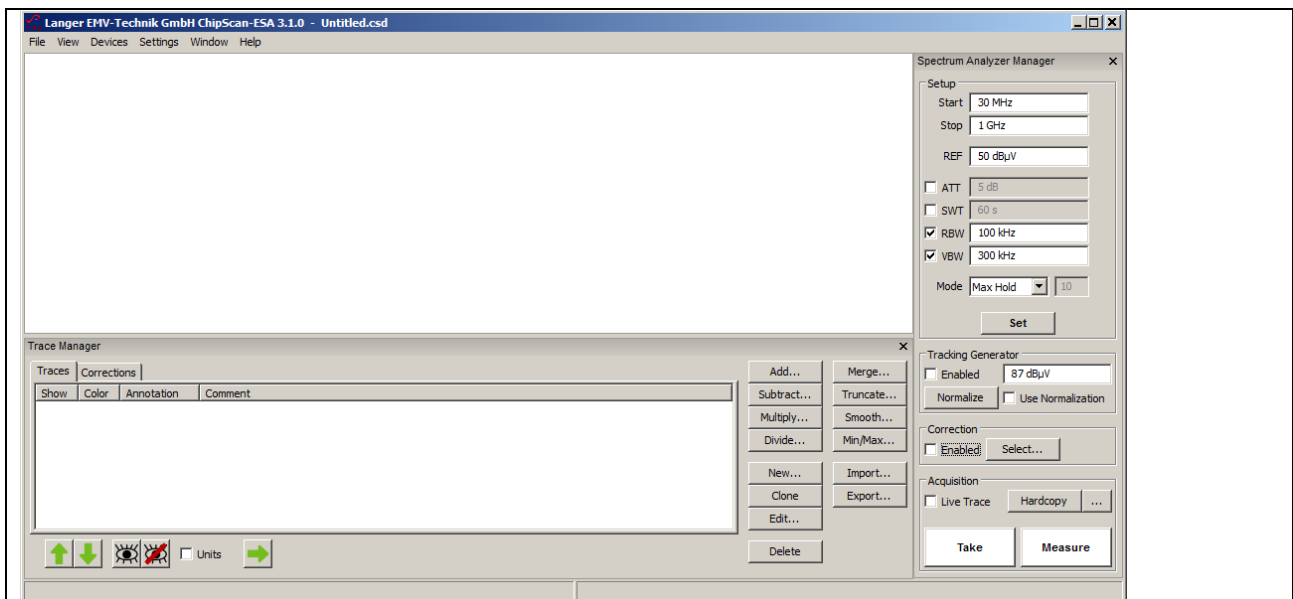 Langer EMV-Technik GmbH ChipScan-ESA 3.1.0 - Untitled.csd
File View Devices Settings Window Help
Spectrum Analyzer Manager
Setup
Start 30 MHz
Stop 1 GHz
REF 50 dBµV
ATT 5 dB
SWT 60 s
RBW 100 kHz
VBW 300 kHz
Mode Max Hold 10
Set
Trace Manager
Traces Corrections
Show Color Annotation Comment
Add... Merge...
Subtract... Truncate...
Multiply... Smooth...
Divide... Min/Max...
New... Import...
Clone Export...
Edit...
Delete
Units
Tracking Generator
Enabled 87 dBµV
Normalize Use Normalization
Correction
Enabled Select...
Acquisition
Live Trace Hardcopy ...
Take Measure